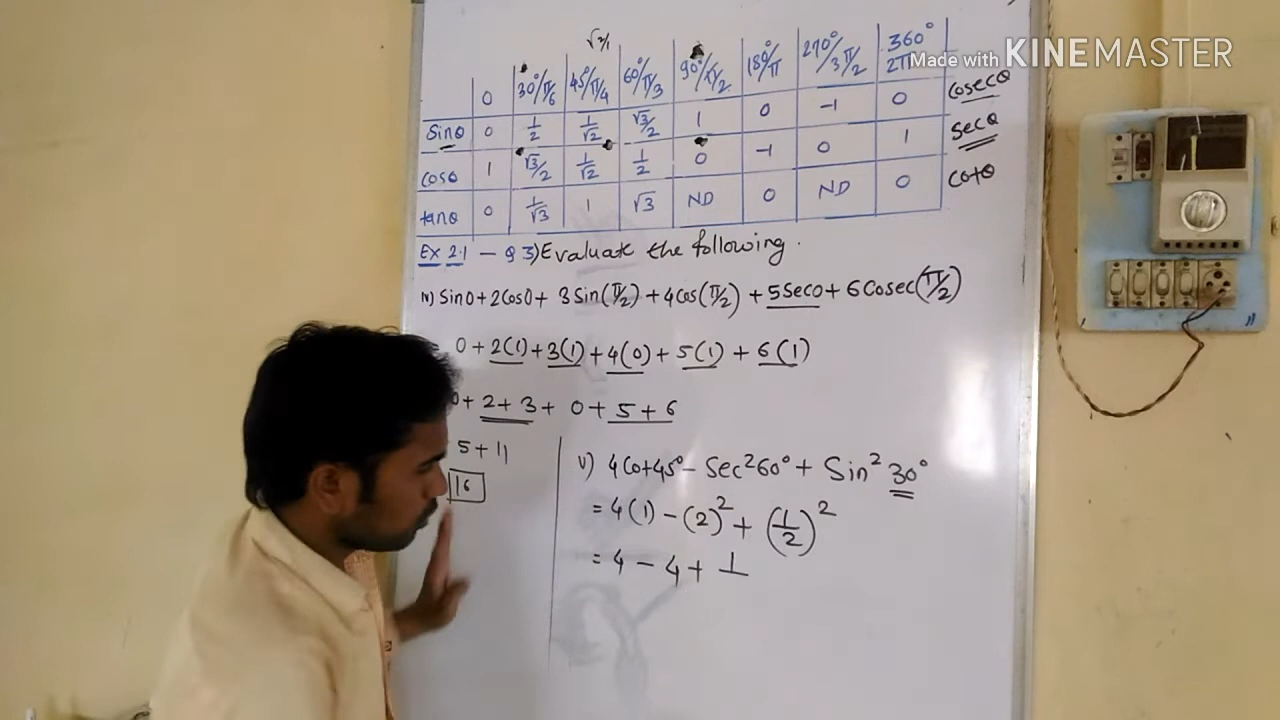 √2/1
0 30°/π/6 45°/π/4 60°/π/3 90°/π/2 180°/π 270°/3π/2 360° 2π
Sinθ 0 1/2 1/√2 √3/2 1 0 -1 0 cosecθ
cosθ 1 √3/2 1/√2 1/2 0 -1 0 1 secθ
tanθ 0 1/√3 1 √3 ND 0 ND 0 cotθ
Made with KINEMASTER
Ex 2.1 - Q 3) Evaluate the following.
iv) Sin0 + 2Cos0 + 3Sin(π/2) + 4Cos(π/2) + 5Sec0 + 6Cosec(π/2)
0 + 2(1) + 3(1) + 4(0) + 5(1) + 6(1)
0 + 2 + 3 + 0 + 5 + 6
5 + 11
16
v) 4Cot45° - Sec²60° + Sin² 30°
= 4(1) - (2)² + (1/2)²
= 4 - 4 + 1